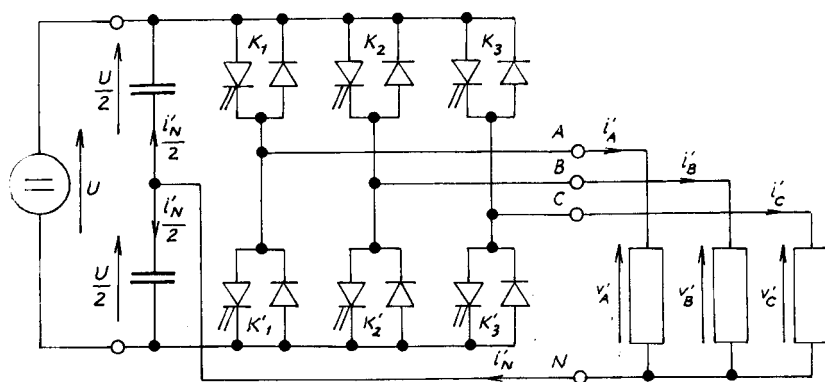 K₁
K₂
K₃
U/2
i'N/2
A
i'A
B
i'B
C
i'C
U
i'N/2
U/2
v'A
v'B
v'C
K'₁
K'₂
K'₃
i'N
N